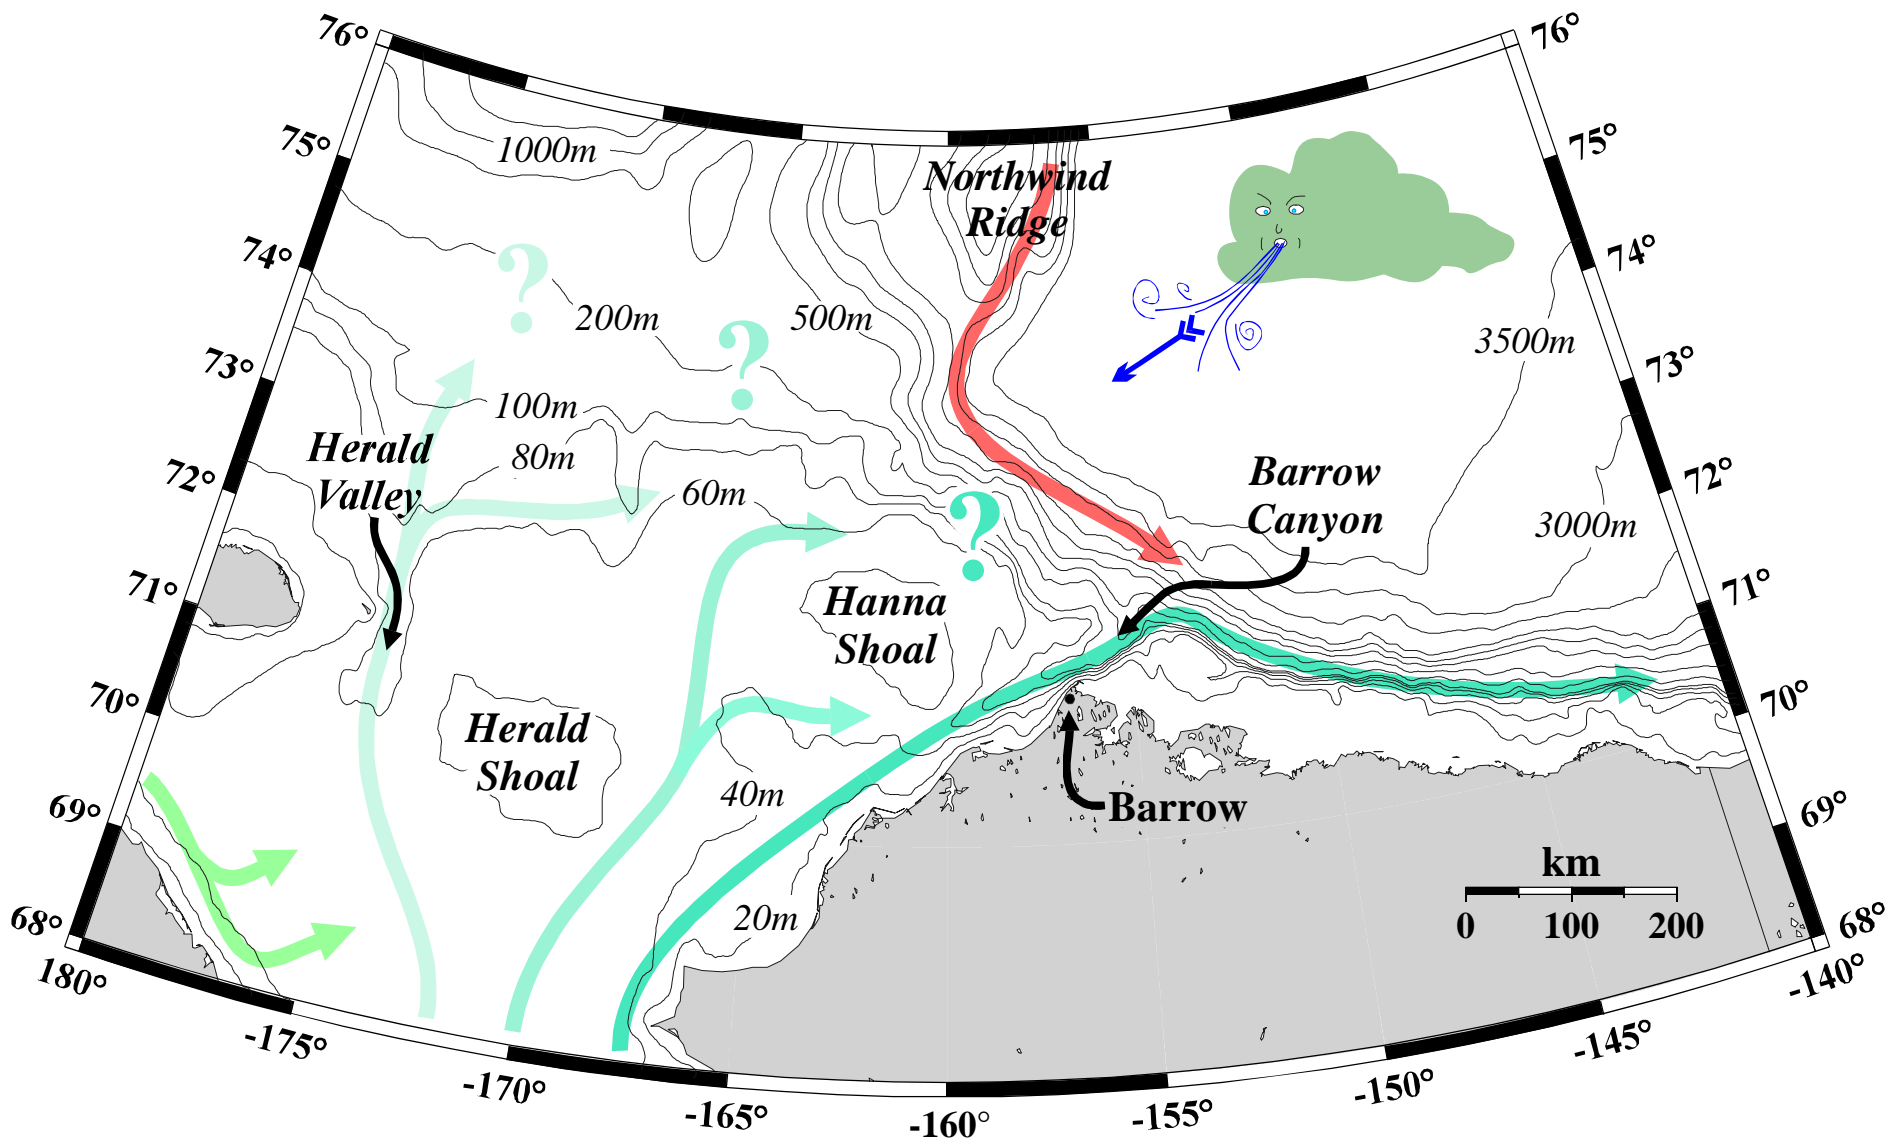 76°
76°
75°
75°
1000m
Northwind
Ridge
74°
74°
?
200m
500m
3500m
73°
73°
?
100m
Herald
Valley
80m
60m
Barrow
Canyon
72°
72°
?
3000m
71°
71°
Hanna
Shoal
70°
70°
Herald
Shoal
40m
Barrow
69°
69°
km
0 100 200
20m
68°
68°
180°
-175°
-170°
-165°
-160°
-155°
-150°
-145°
-140°